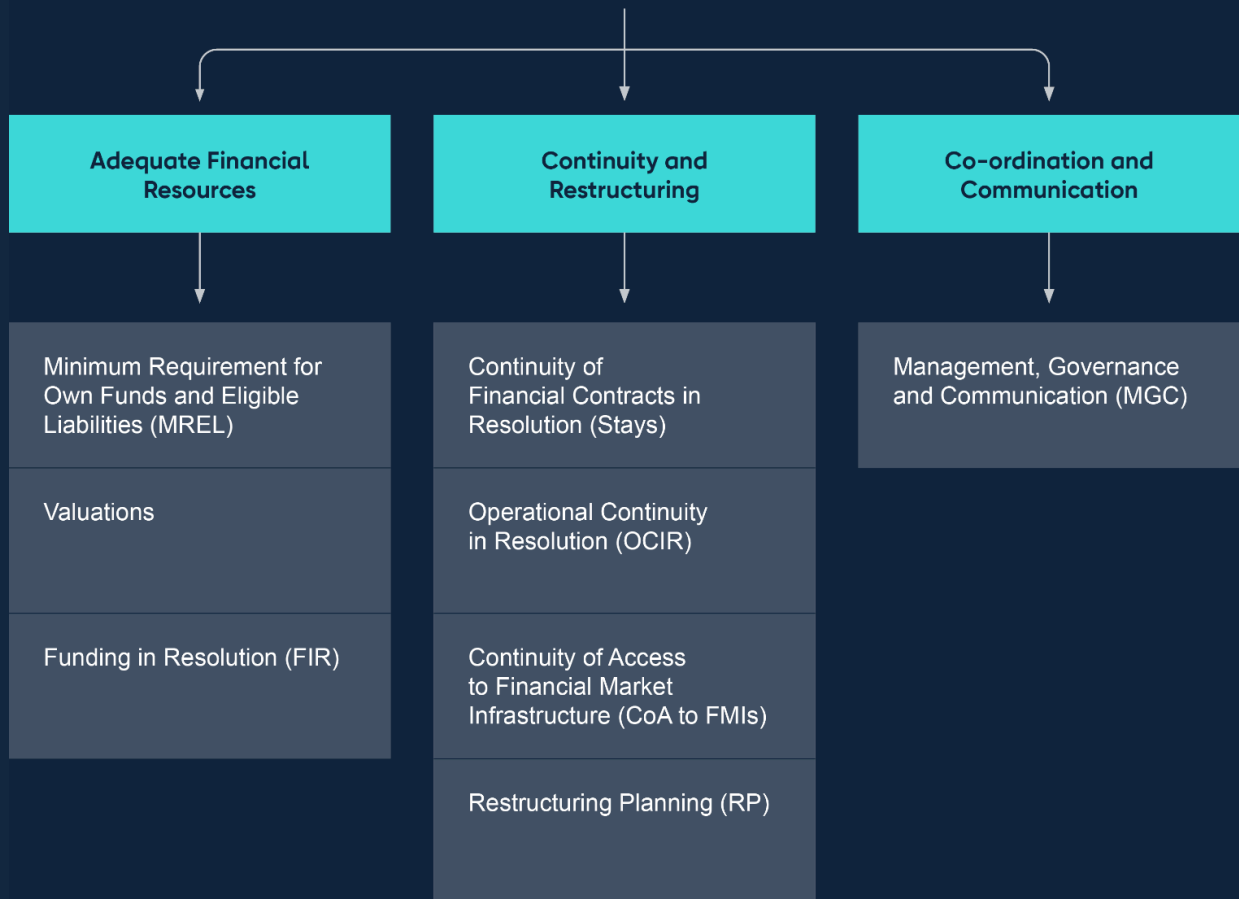 Adequate Financial
Resources
Continuity and
Restructuring
Co-ordination and
Communication
Minimum Requirement for
Own Funds and Eligible
Liabilities (MREL)
Valuations
Funding in Resolution (FIR)
Continuity of
Financial Contracts in
Resolution (Stays)
Operational Continuity
in Resolution (OCIR)
Continuity of Access
to Financial Market
Infrastructure (CoA to FMIs)
Restructuring Planning (RP)
Management, Governance
and Communication (MGC)